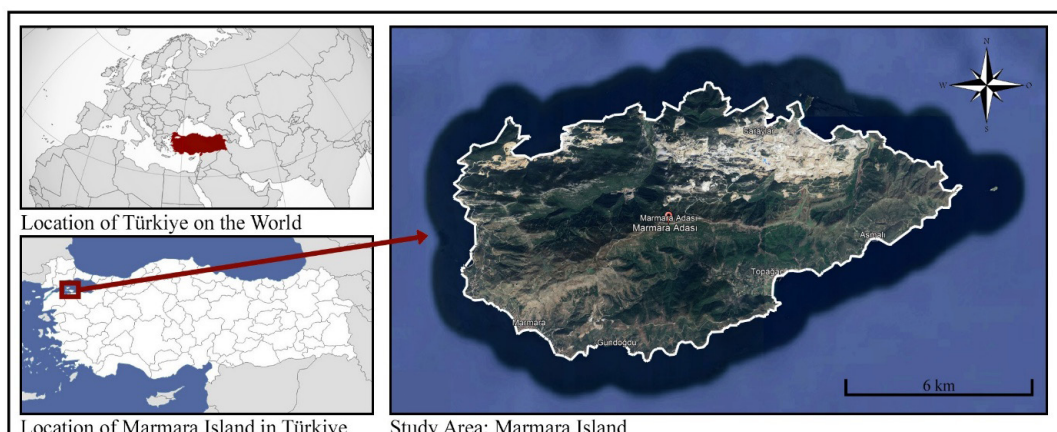 Location of Türkiye on the World
Location of Marmara Island in Türkiye
N
W
O
S
Saraylar
Marmara Adası
Marmara Adası
Asmalı
Topağaç
Marmara
Gündoğdu
6 km
Study Area: Marmara Island